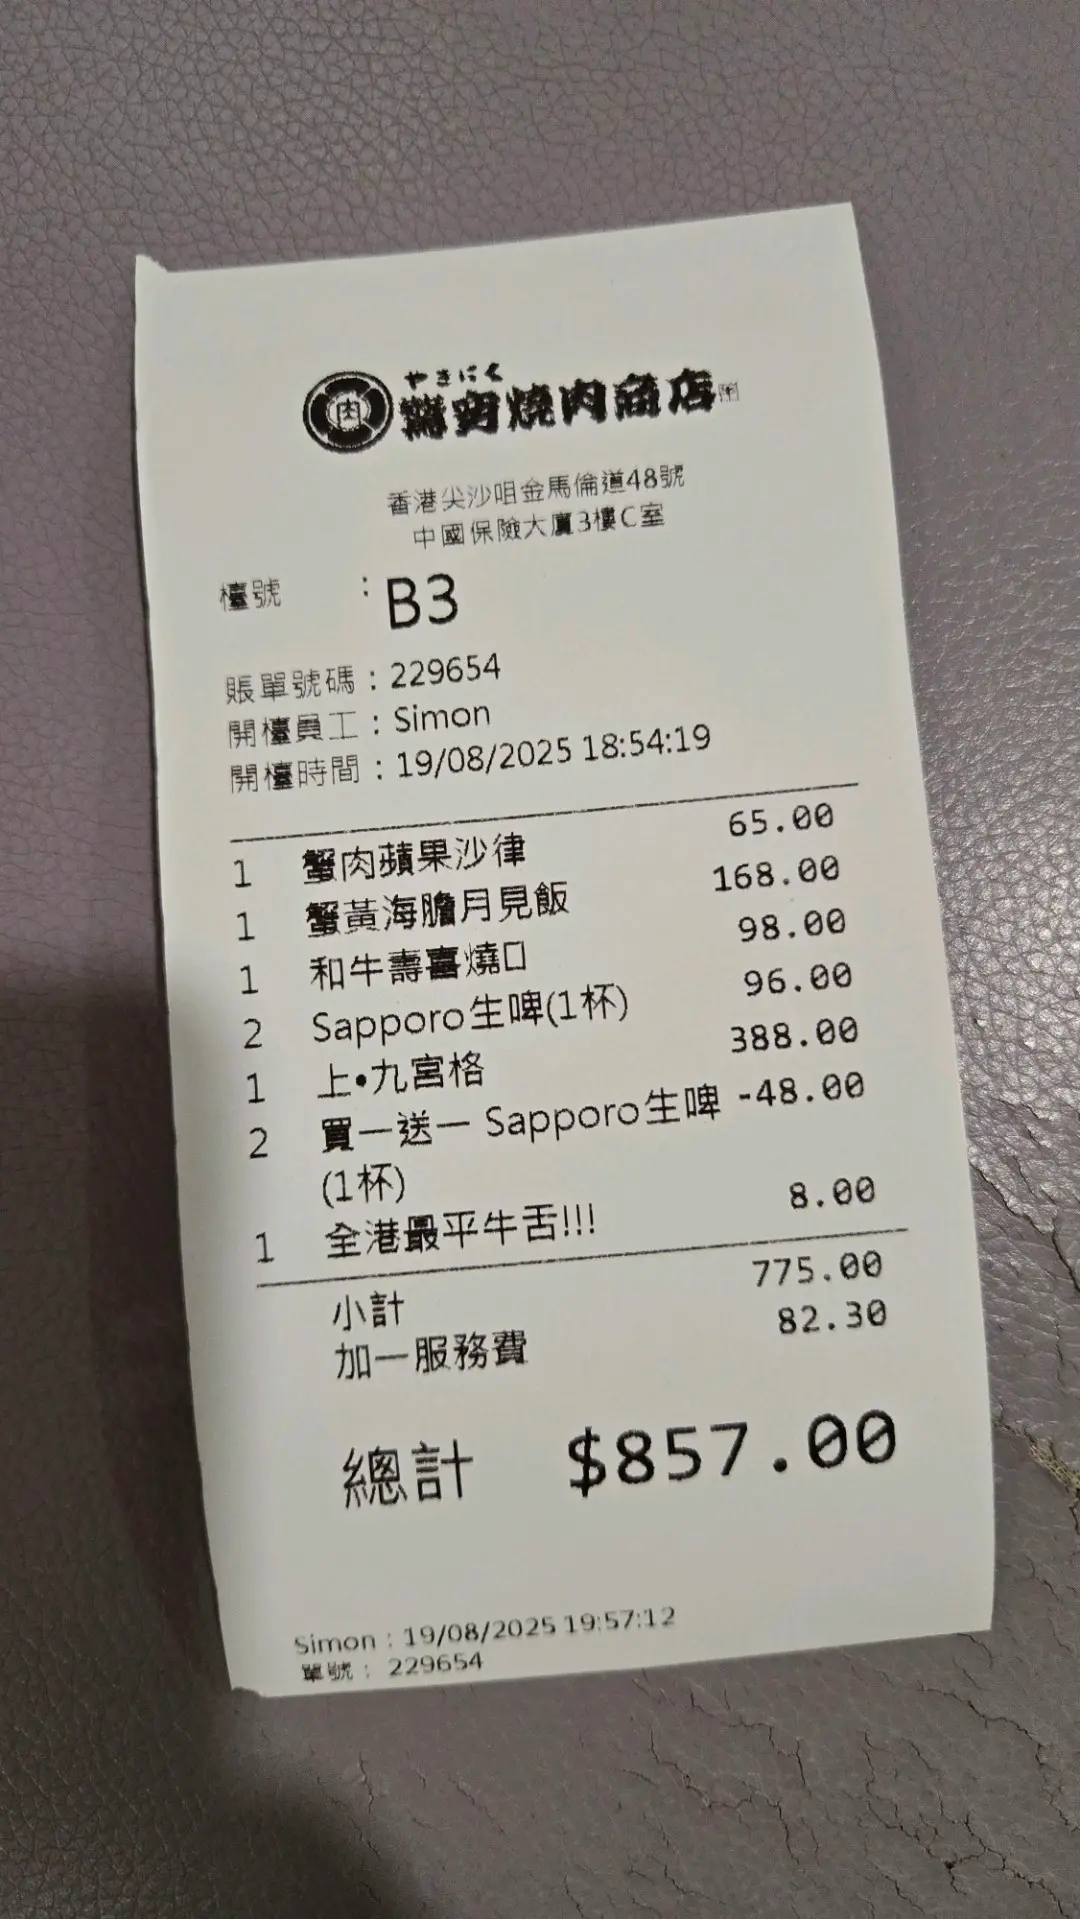 やきにく
燒肉商店
香港尖沙咀金馬倫道48號
中國保險大廈3樓C室
檯號 : B3
賬單號碼 : 229654
開檯員工 : Simon
開檯時間 : 19/08/2025 18:54:19
1 蟹肉蘋果沙律 65.00
1 蟹黃海膽月見飯 168.00
1 和牛壽喜燒口 98.00
2 Sapporo生啤(1杯) 96.00
1 上•九宮格 388.00
2 買一送一 Sapporo生啤 -48.00
(1杯)
1 全港最平牛舌!!! 8.00
小計 775.00
加一服務費 82.30
總計 $857.00
Simon : 19/08/2025 19:57:12
單號 : 229654